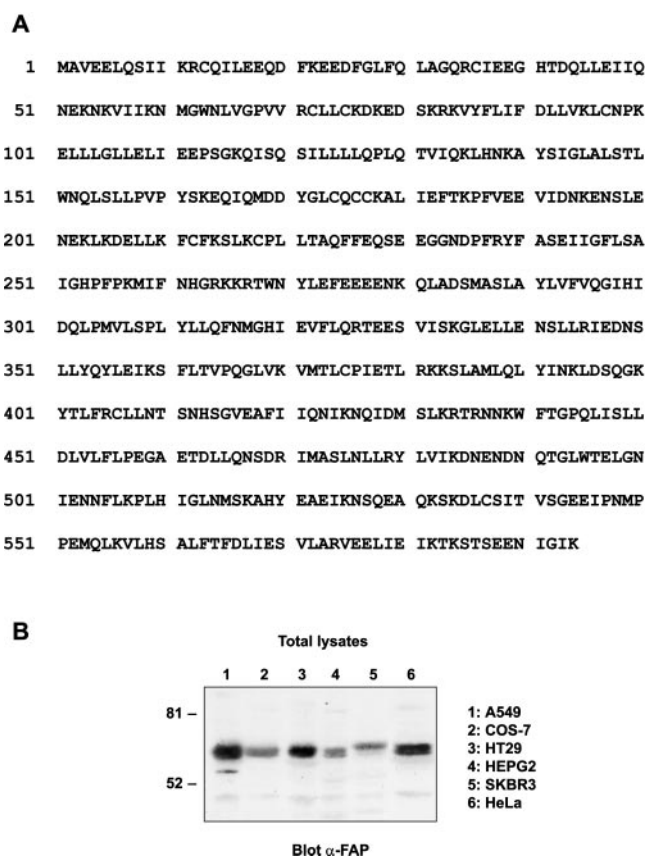 A
1 MAVEELQSII KRCQILEEQD FKEEDFGLFQ LAGQRCIEEG HTDQLLEIIQ
51 NEKNKVIIKN MGWNLVGPVV RCLLCKDKED SKRKVYFLIF DLLVKLCNPK
101 ELLLGLLELI EEPSGKQISQ SILLLLQPLQ TVIQKLHNKA YSIGLALSTL
151 WNQLSLLPVP YSKEQIQMDD YGLCQCCKAL IEFTKPFVEE VIDNKENSLE
201 NEKLKDELLK FCFKSLKCPL LTAQFFEQSE EGGNDPFRYF ASEIIGFLSA
251 IGHPFPKMIF NHGRKKRTWN YLEFEEEENK QLADSMASLA YLVFVQGIHI
301 DQLPMVLSPL YLLQFNMGHI EVFLQRTEES VISKGLELLE NSLLRIEDNS
351 LLYQYLEIKS FLTVPQGLVK VMTLCPIETL RKKSLAMLQL YINKLDSQGK
401 YTLFRCLLNT SNHSGVEAFI IQNIKNQIDM SLKRTRNNKW FTGPQLISLL
451 DLVLFLPEGA ETDLLQNSDR IMASLNLLRY LVIKDNENDN QTGLWTELGN
501 IENNFLKPLH IGLNMSKAHY EAEIKNSQEA QKSKDLCSIT VSGEEIPNMP
551 PEMQLKVLHS ALFTFDLIES VLARVEELIE IKTKSTSEEN IGIK
B
Total lysates
1 2 3 4 5 6
81 –
52 –
1: A549
2: COS-7
3: HT29
4: HEPG2
5: SKBR3
6: HeLa
Blot α-FAP